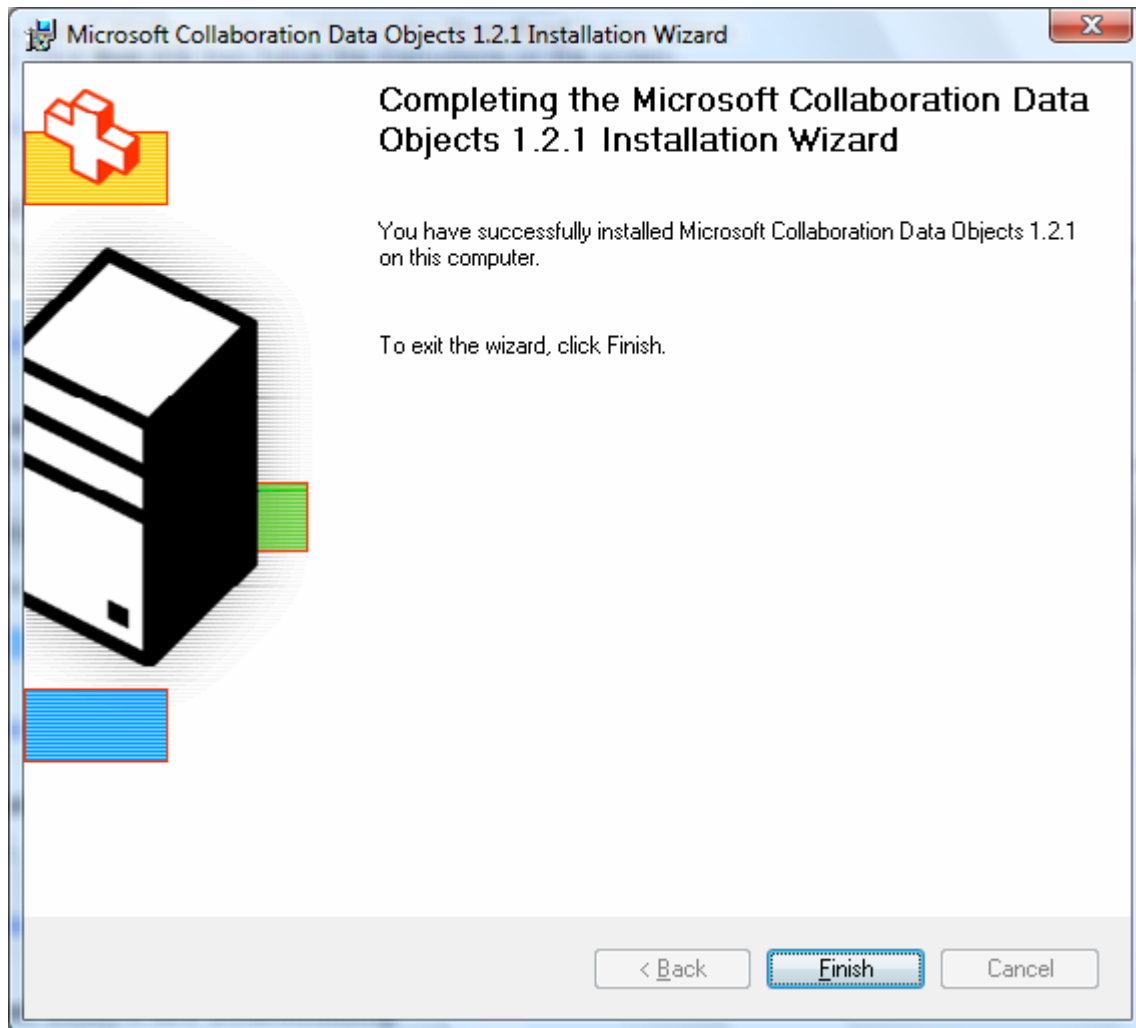 Microsoft Collaboration Data Objects 1.2.1 Installation Wizard
Completing the Microsoft Collaboration Data
Objects 1.2.1 Installation Wizard
You have successfully installed Microsoft Collaboration Data Objects 1.2.1
on this computer.
To exit the wizard, click Finish.
< Back
Finish
Cancel